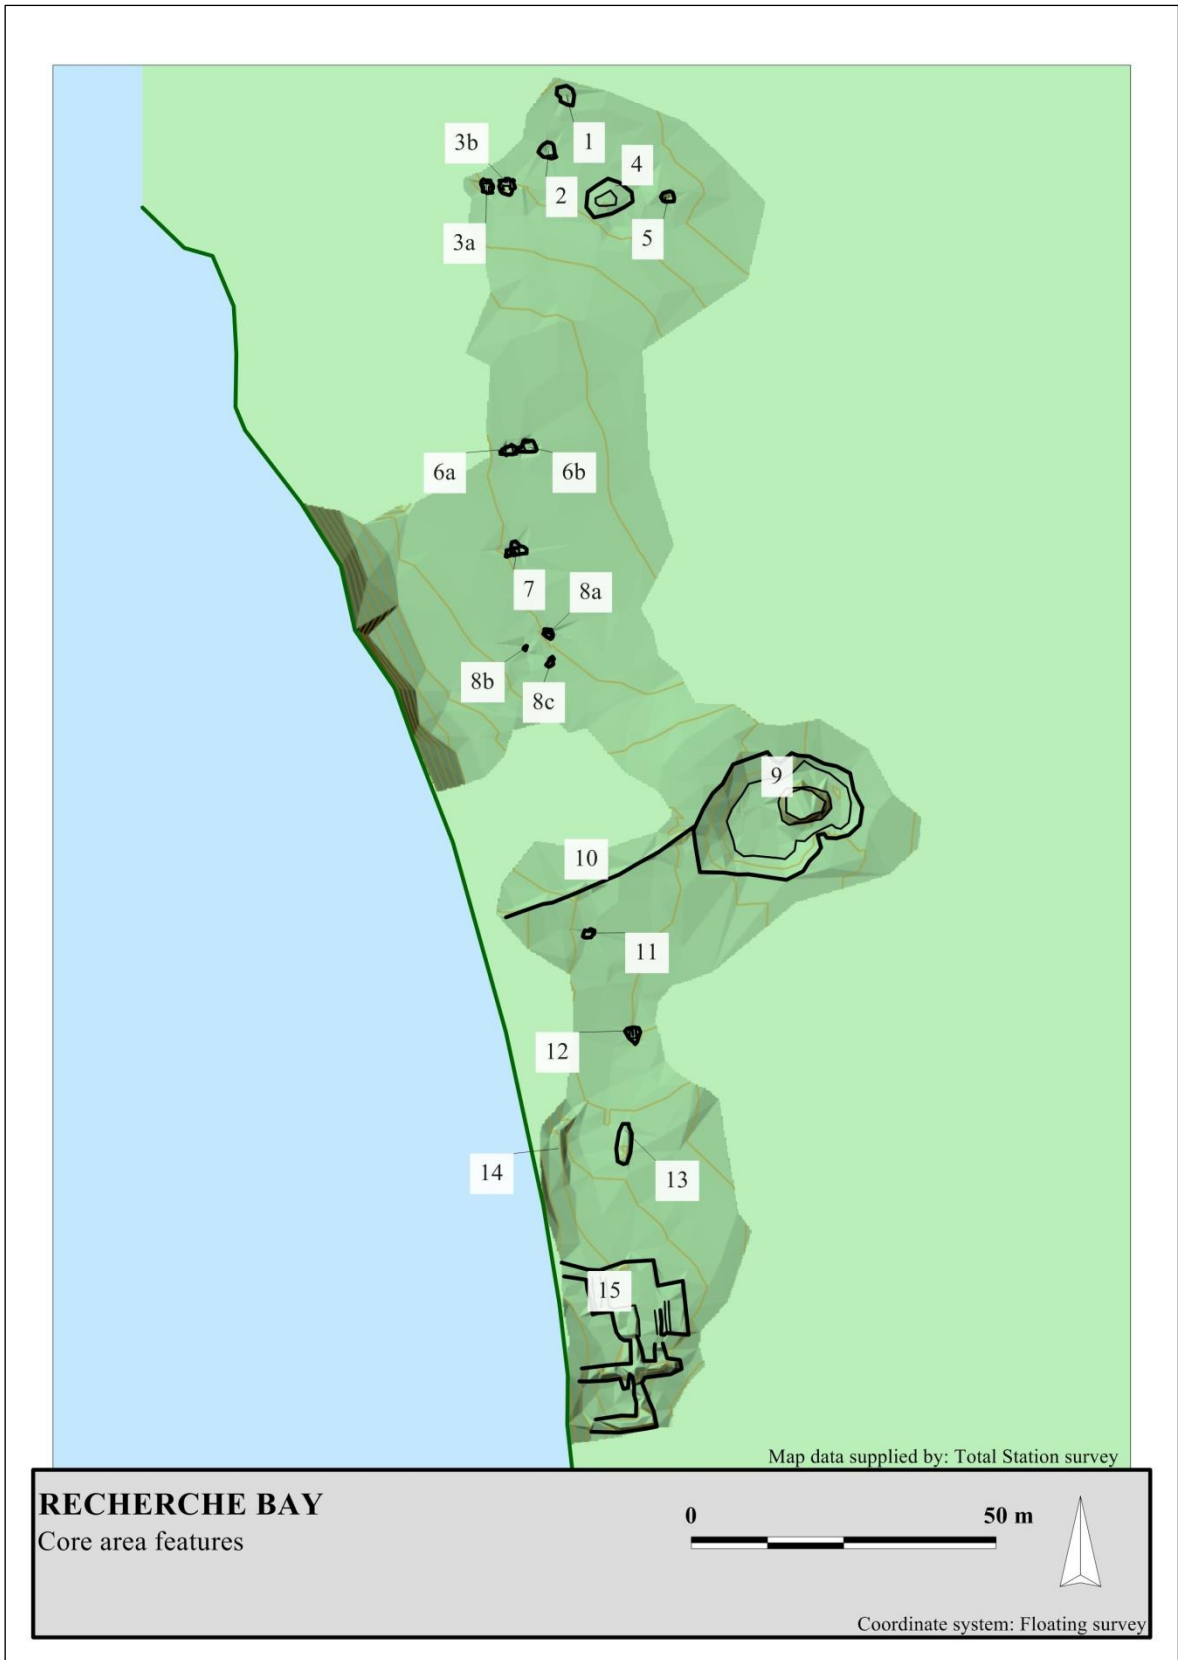 1
3b
4
2
5
3a
6a
6b
7
8a
8b
8c
9
10
11
12
14
13
15
Map data supplied by: Total Station survey
RECHERCHE BAY
Core area features
0 50 m
Coordinate system: Floating survey